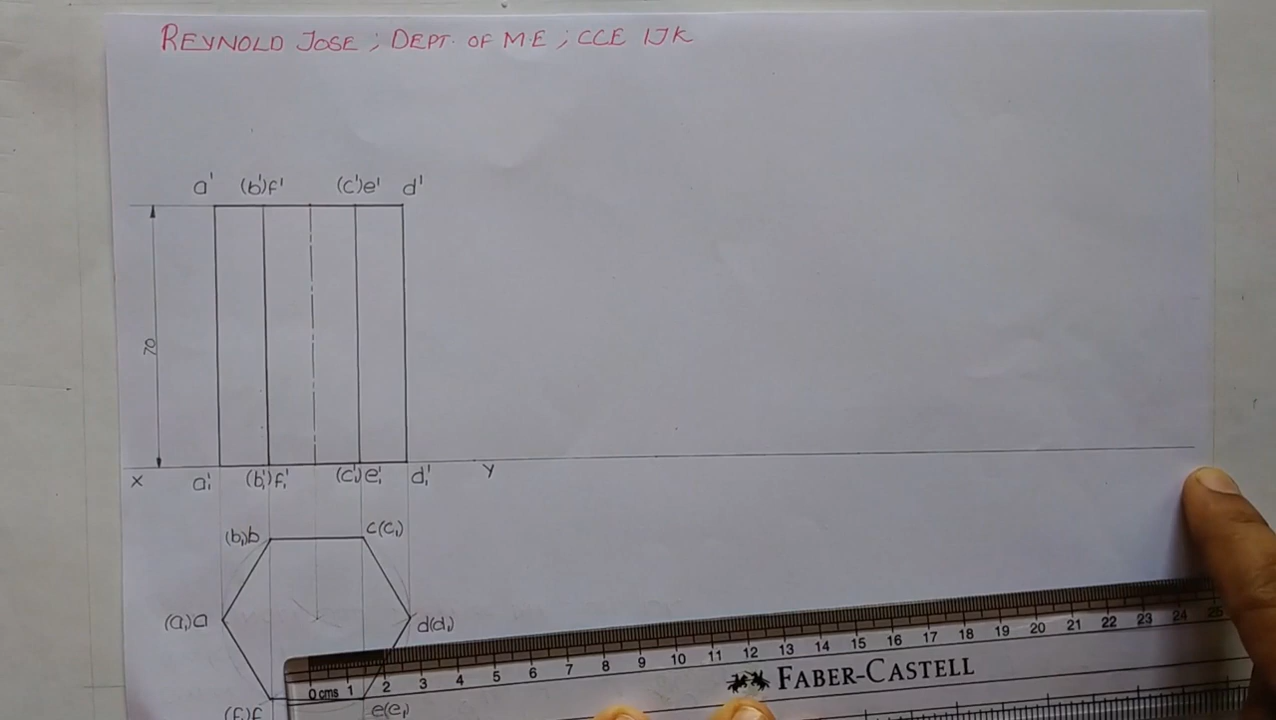 REYNOLD JOSE ; DEPT. OF M.E ; CCE IJK
a' (b')f' (c')e' d'
70
X a₁' (b₁')f₁' (c₁')e₁' d₁' Y
(b₁)b c(c₁)
(a₁)a d(d₁)
0 cms 1 2 3 4 5 6 7 8 9 10 11 12 13 14 15 16 17 18 19 20 21 22 23 24 25
FABER-CASTELL
(f₁)f e(e₁)